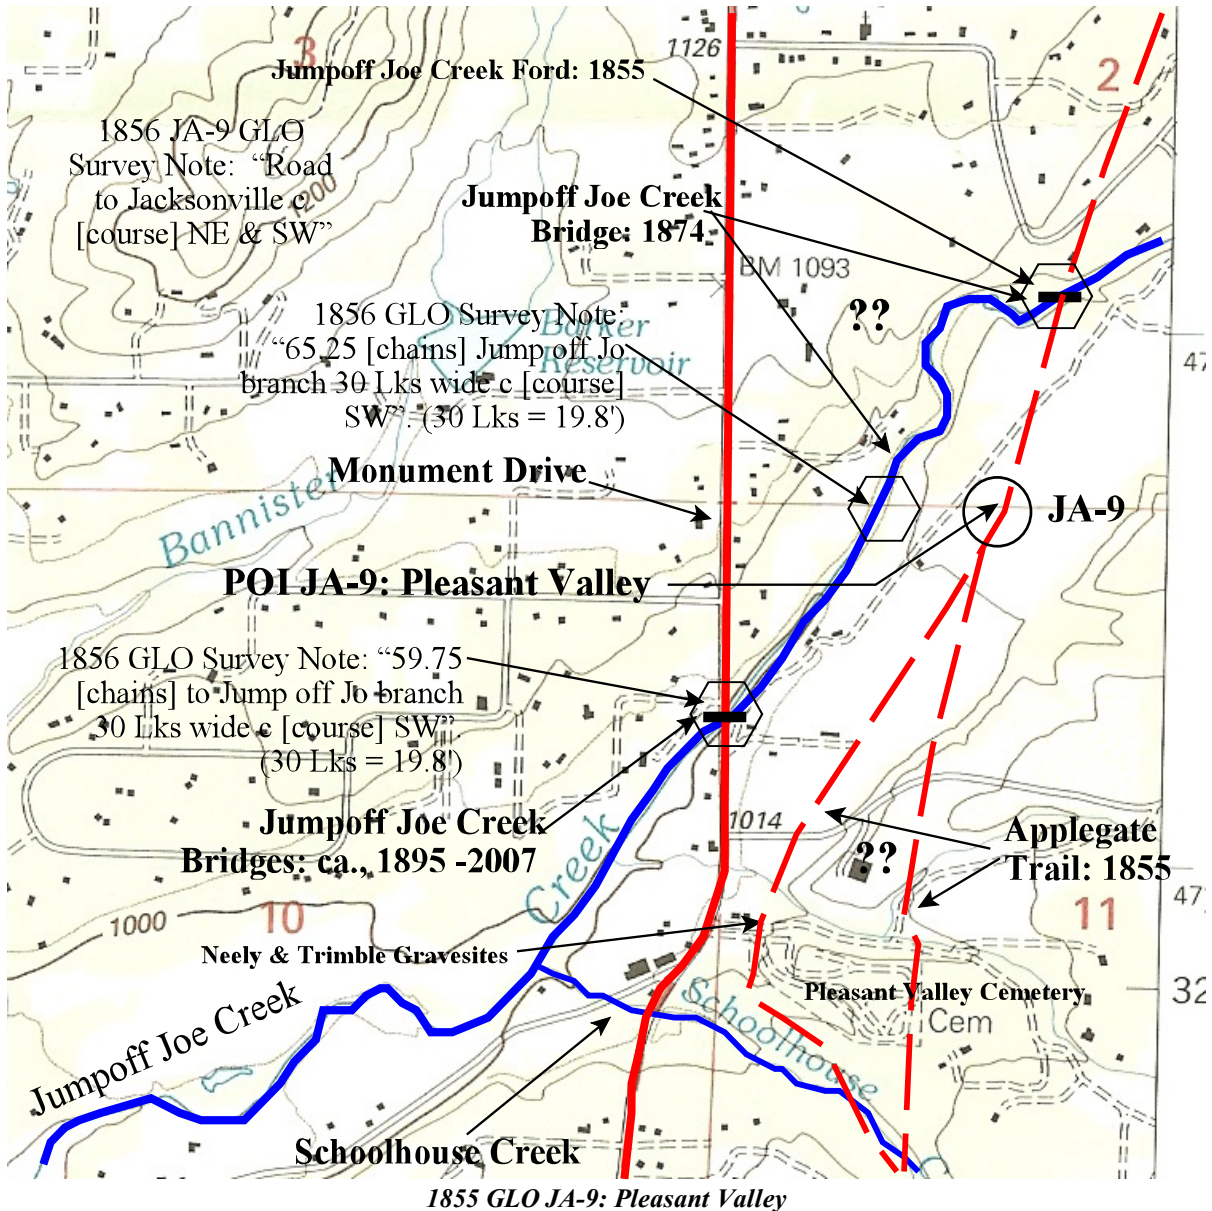 3
1126
2
Jumpoff Joe Creek Ford: 1855
1856 JA-9 GLO
Survey Note: “Road
to Jacksonville c
[course] NE & SW”
1200
Jumpoff Joe Creek
Bridge: 1874
BM 1093
??
1856 GLO Survey Note:
“65.25 [chains] Jump off Jo
branch 30 Lks wide c [course]
SW”. (30 Lks = 19.8')
Barker
Reservoir
47
Monument Drive
Bannister
JA-9
POI JA-9: Pleasant Valley
1856 GLO Survey Note: “59.75
[chains] to Jump off Jo branch
30 Lks wide c [course] SW”.
(30 Lks = 19.8')
Jumpoff Joe Creek
Bridges: ca., 1895 -2007
1014
??
Applegate
Trail: 1855
Creek
47
1000
10
11
Neely & Trimble Gravesites
Pleasant Valley Cemetery
Cem
32
Jumpoff Joe Creek
Schoolhouse
Schoolhouse Creek
1855 GLO JA-9: Pleasant Valley